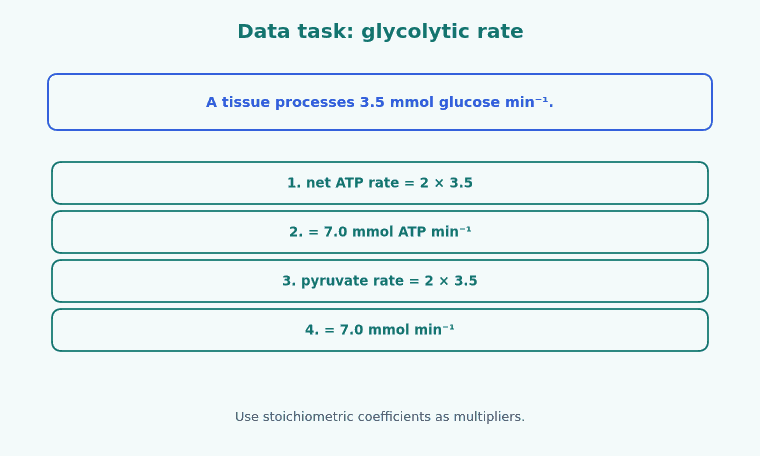 Data task: glycolytic rate
A tissue processes 3.5 mmol glucose min⁻¹.
1. net ATP rate = 2 × 3.5
2. = 7.0 mmol ATP min⁻¹
3. pyruvate rate = 2 × 3.5
4. = 7.0 mmol min⁻¹
Use stoichiometric coefficients as multipliers.